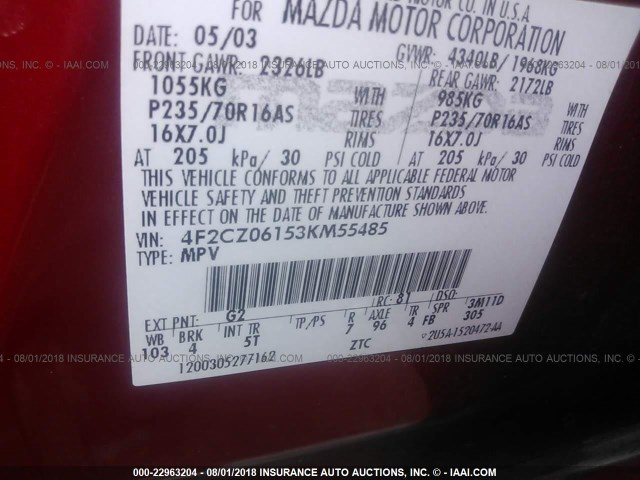 MOTOR CO. IN U.S.A.
FOR MAZDA MOTOR CORPORATION
DATE: 05/03 GVWR: 4340LB/1968KG
FRONT GAWR: 2326LB REAR GAWR: 2172LB
1055KG WITH 985KG WITH
P235/70R16AS TIRES P235/70R16AS TIRES
16X7.0J RIMS 16X7.0J RIMS
AT 205 kPa/30 PSI COLD AT 205 kPa/30 PSI COLD
THIS VEHICLE CONFORMS TO ALL APPLICABLE FEDERAL MOTOR
VEHICLE SAFETY AND THEFT PREVENTION STANDARDS
IN EFFECT ON THE DATE OF MANUFACTURE SHOWN ABOVE.
VIN: 4F2CZ06153KM55485
TYPE: MPV
EXT PNT: G2 RC: 81 DSO:
WB BRK INT TR TP/PS R AXLE TR SPR 3M11D
103 4 5T 7 96 4 FB 305
ZTC
1200305277162
2U5A-1520472-AA
000-22963204 - 08/01/2018 INSURANCE AUTO AUCTIONS, INC. - IAAI.COM